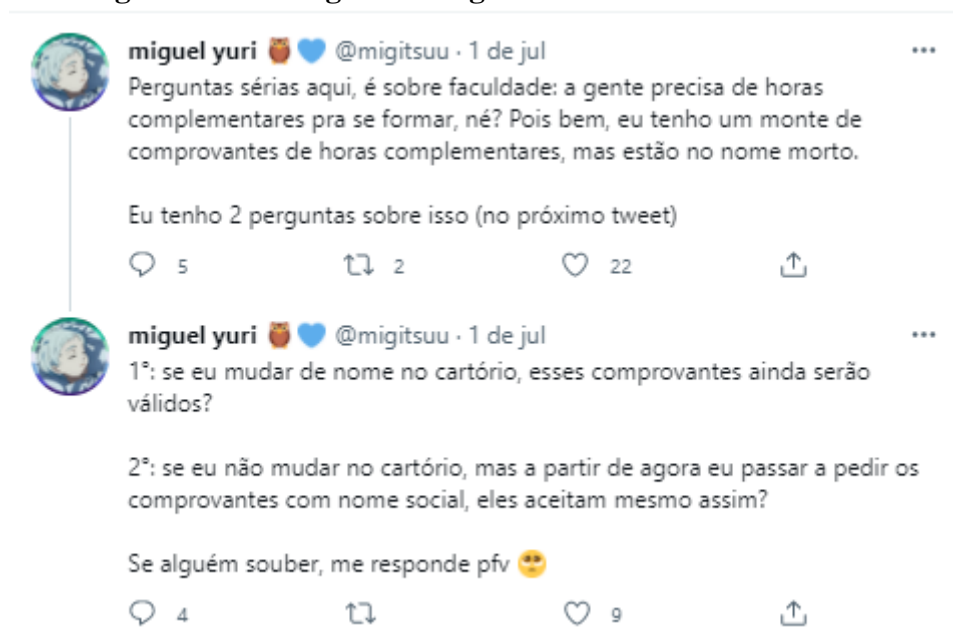 miguel yuri 🦉💙 @migitsuu · 1 de jul
Perguntas sérias aqui, é sobre faculdade: a gente precisa de horas
complementares pra se formar, né? Pois bem, eu tenho um monte de
comprovantes de horas complementares, mas estão no nome morto.
Eu tenho 2 perguntas sobre isso (no próximo tweet)
5 2 22
miguel yuri 🦉💙 @migitsuu · 1 de jul
1°: se eu mudar de nome no cartório, esses comprovantes ainda serão
válidos?
2°: se eu não mudar no cartório, mas a partir de agora eu passar a pedir os
comprovantes com nome social, eles aceitam mesmo assim?
Se alguém souber, me responde pfv 🥺
4 9